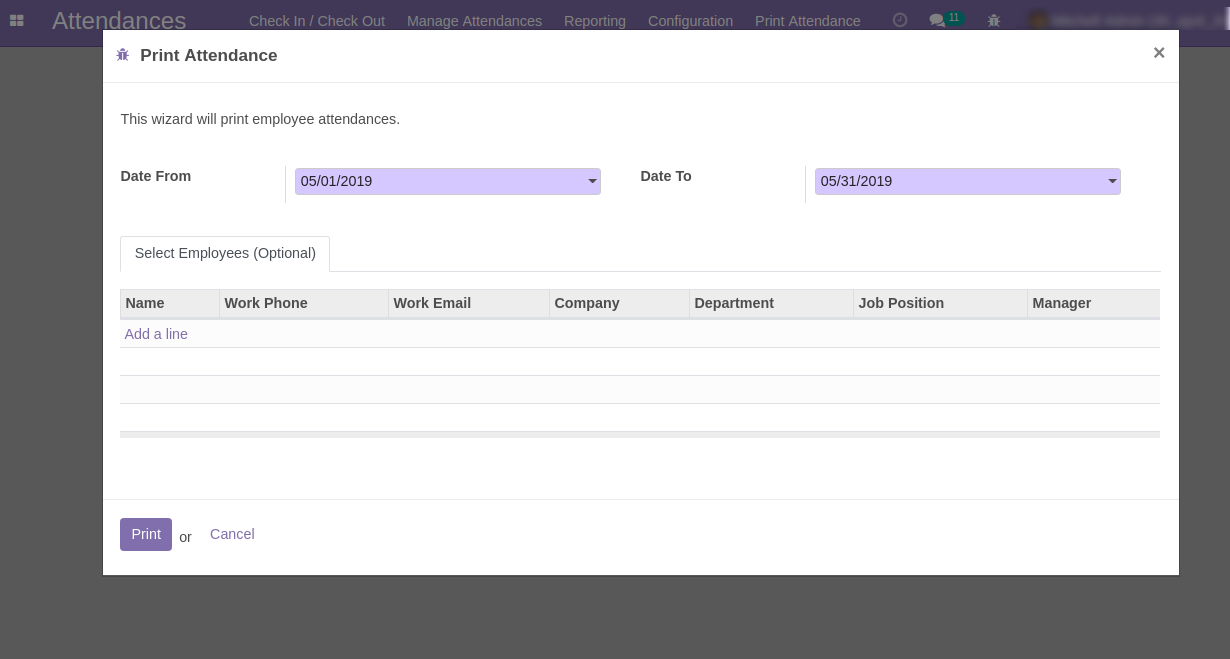 Attendances Check In / Check Out Manage Attendances Reporting Configuration Print Attendance 11
Print Attendance ×
This wizard will print employee attendances.
Date From 05/01/2019 Date To 05/31/2019
Select Employees (Optional)
Name Work Phone Work Email Company Department Job Position Manager
Add a line
Print or Cancel